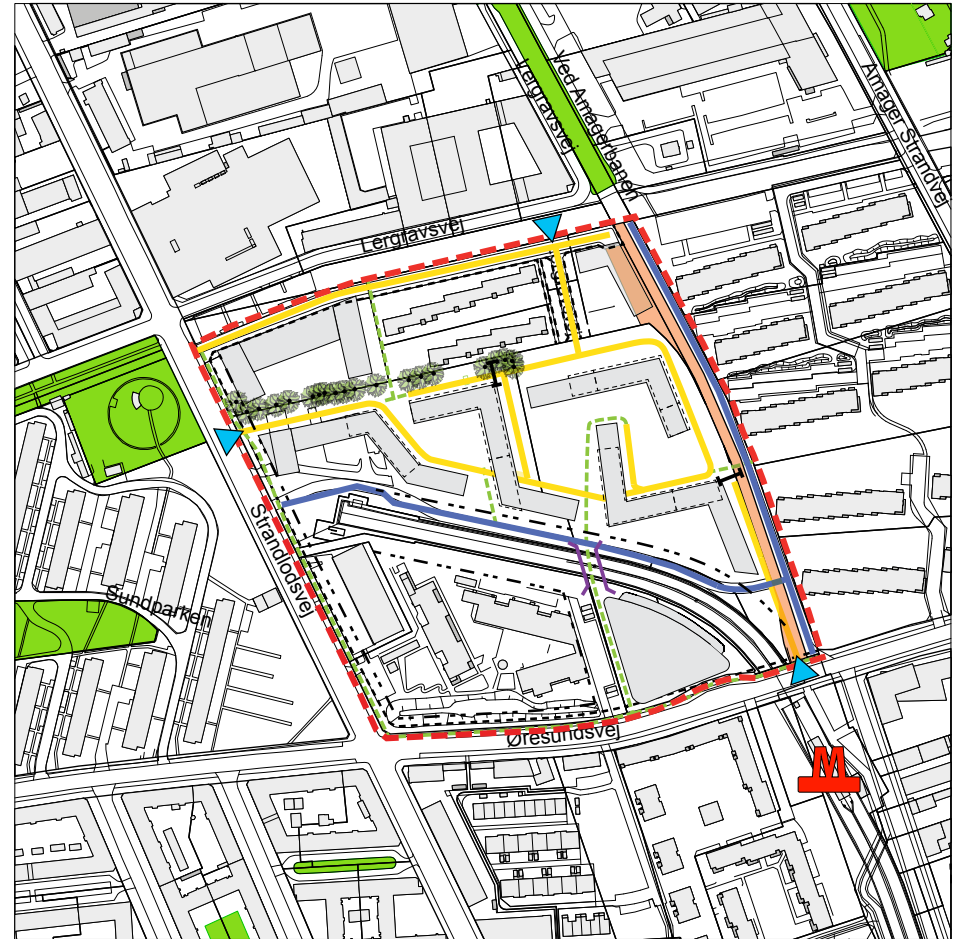 Lergravsvej
Ved Amagerbanen
Amager Strandvej
Lergravsvej
Strandlodsvej
Sundparken
Øresundsvej
M